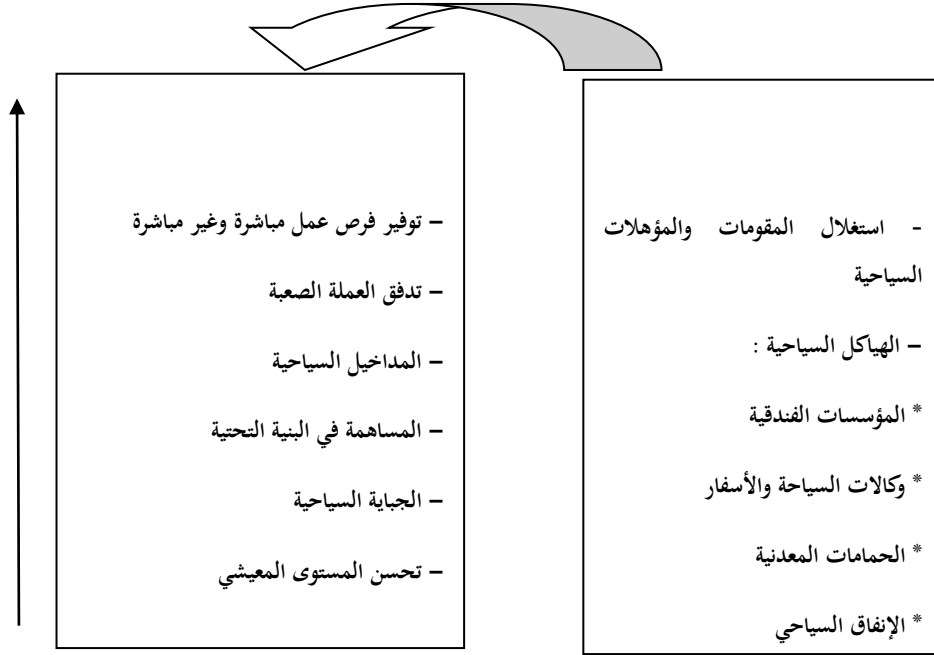 - استغلال المقومات والمؤهلات
السياحية
– الهياكل السياحية :
* المؤسسات الفندقية
* وكالات السياحة والأسفار
* الحمامات المعدنية
* الإنفاق السياحي
– توفير فرص عمل مباشرة وغير مباشرة
– تدفق العملة الصعبة
– المداخيل السياحية
– المساهمة في البنية التحتية
– الجباية السياحية
– تحسن المستوى المعيشي